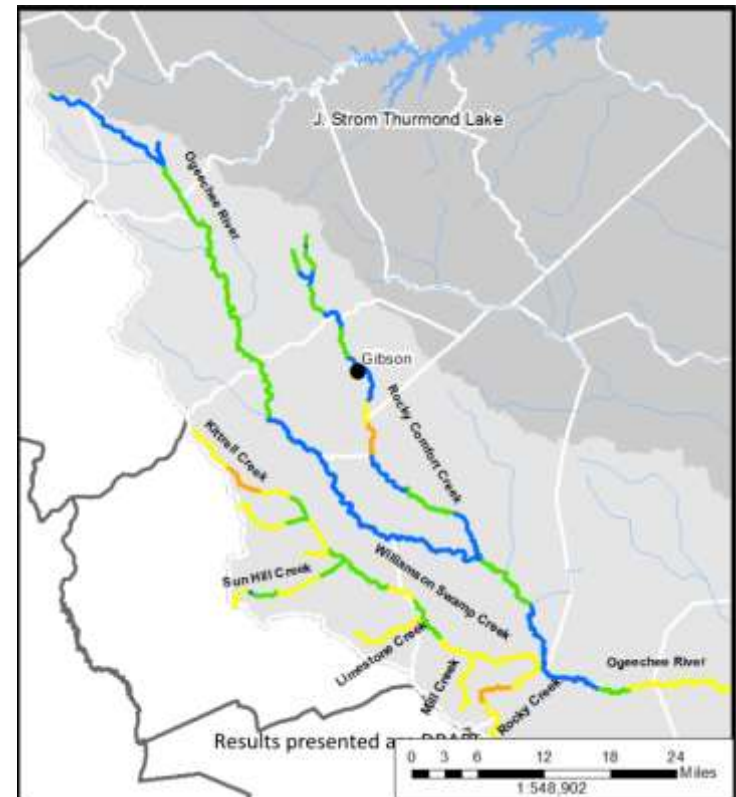 J. Strom Thurmond Lake
Ogeechee River
Gibson
Rocky Comfort Creek
Kittrell Creek
Williamson Swamp Creek
Sun Hill Creek
Limestone Creek
Ogeechee River
Mill Creek
Rocky Creek
Results presented are DRAFT
0 3 6 12 18 24
Miles
1:548,902